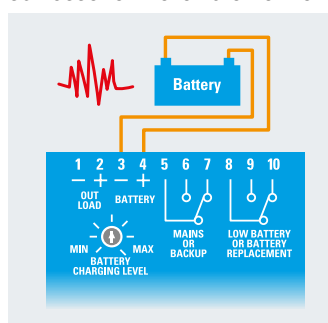 Battery
1 2 3 4 5 6 7 8 9 10
− + − +
OUT LOAD BATTERY
MIN MAX
BATTERY CHARGING LEVEL
MAINS OR BACKUP
LOW BATTERY OR BATTERY REPLACEMENT